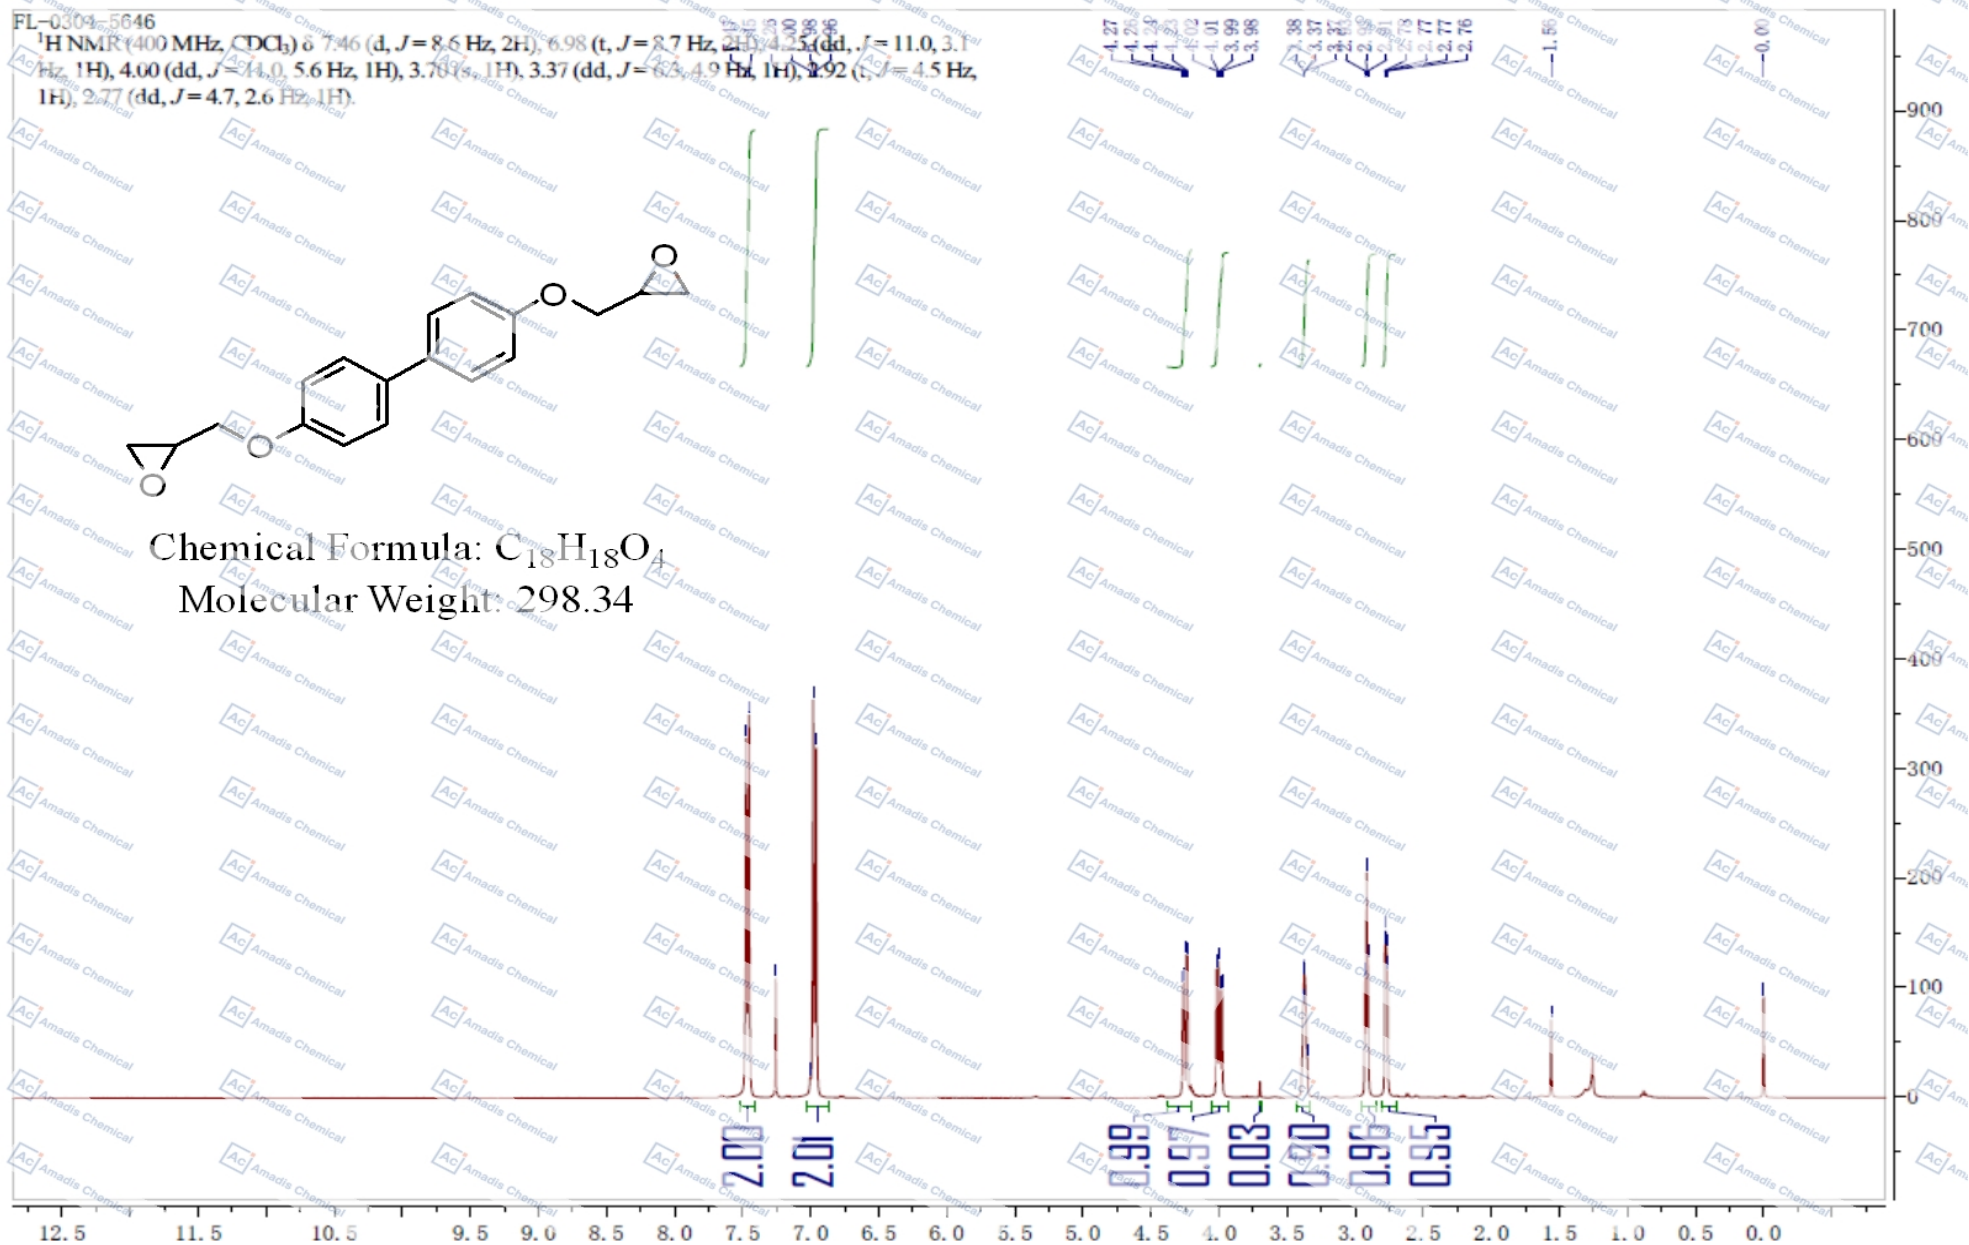 FL-0304-5646
¹H NMR (400 MHz, CDCl₃) δ 7.46 (d, J = 8.6 Hz, 2H), 6.98 (t, J = 8.7 Hz, 2H), 4.25 (dd, J = 11.0, 3.1
Hz, 1H), 4.00 (dd, J = 11.0, 5.6 Hz, 1H), 3.70 (s, 1H), 3.37 (dd, J = 6.3, 4.9 Hz, 1H), 2.92 (t, J = 4.5 Hz,
1H), 2.77 (dd, J = 4.7, 2.6 Hz, 1H).
4.27
4.26
4.01
3.99
3.98
3.38
3.37
2.77
2.77
2.76
1.56
0.00
O
O
O
O
Chemical Formula: C₁₈H₁₈O₄
Molecular Weight: 298.34
900
800
700
600
500
400
300
200
100
0
2.00 2.01 0.99 0.97 0.03 0.90 0.96 0.95
12.5 11.5 10.5 9.5 9.0 8.5 8.0 7.5 7.0 6.5 6.0 5.5 5.0 4.5 4.0 3.5 3.0 2.5 2.0 1.5 1.0 0.5 0.0
Ac Amadis Chemical